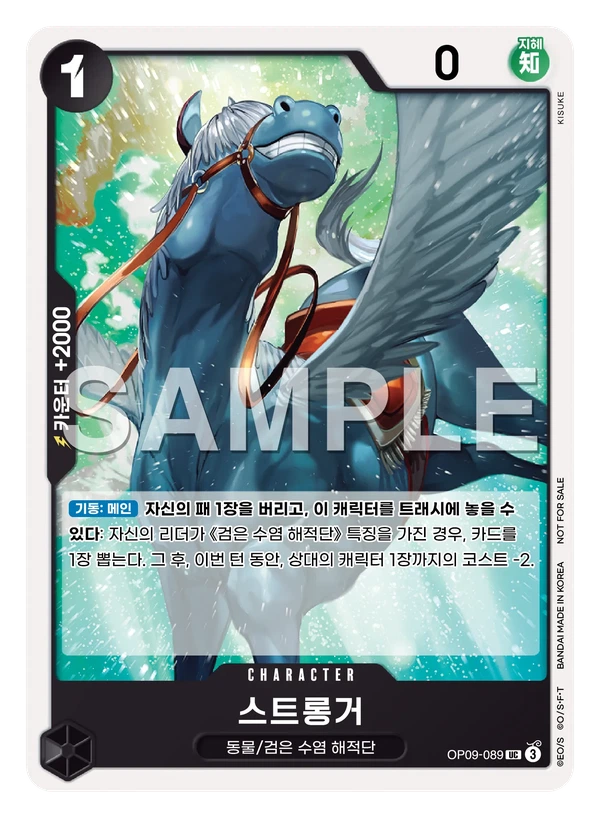 1
0
지혜
知
KISUKE
⚡카운터 +2000
SAMPLE
기동: 메인 자신의 패 1장을 버리고, 이 캐릭터를 트래시에 놓을 수
있다: 자신의 리더가 《검은 수염 해적단》 특징을 가진 경우, 카드를
1장 뽑는다. 그 후, 이번 턴 동안, 상대의 캐릭터 1장까지의 코스트 -2.
CHARACTER
스트롱거
동물/검은 수염 해적단
OP09-089 UC 3
©EO/S ©O/S·F·T BANDAI MADE IN KOREA NOT FOR SALE